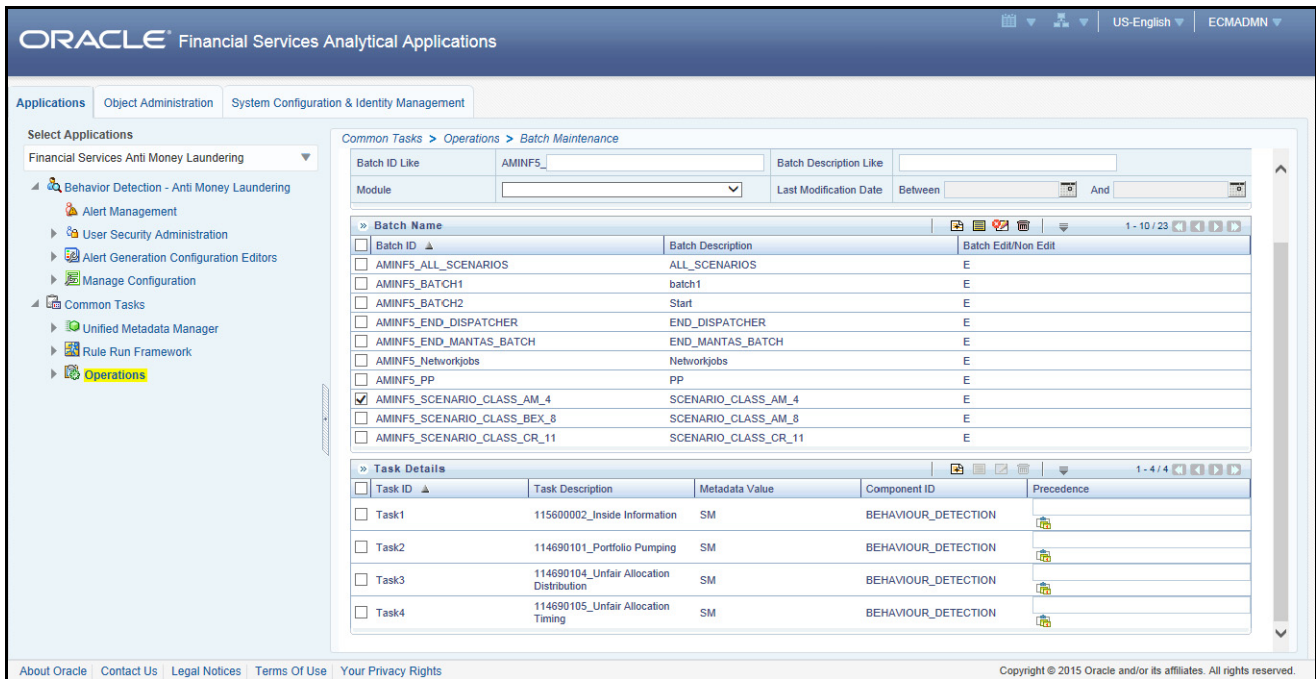 US-English
ECMADMN
ORACLE® Financial Services Analytical Applications
Applications
Object Administration
System Configuration & Identity Management
Select Applications
Financial Services Anti Money Laundering
Behavior Detection - Anti Money Laundering
Alert Management
User Security Administration
Alert Generation Configuration Editors
Manage Configuration
Common Tasks
Unified Metadata Manager
Rule Run Framework
Operations
Common Tasks > Operations > Batch Maintenance
Batch ID Like AMINF5_ Batch Description Like
Module Last Modification Date Between And
» Batch Name 1 - 10 / 23
Batch ID Batch Description Batch Edit/Non Edit
AMINF5_ALL_SCENARIOS ALL_SCENARIOS E
AMINF5_BATCH1 batch1 E
AMINF5_BATCH2 Start E
AMINF5_END_DISPATCHER END_DISPATCHER E
AMINF5_END_MANTAS_BATCH END_MANTAS_BATCH E
AMINF5_Networkjobs Networkjobs E
AMINF5_PP PP E
AMINF5_SCENARIO_CLASS_AM_4 SCENARIO_CLASS_AM_4 E
AMINF5_SCENARIO_CLASS_BEX_8 SCENARIO_CLASS_AM_8 E
AMINF5_SCENARIO_CLASS_CR_11 SCENARIO_CLASS_CR_11 E
» Task Details 1 - 4 / 4
Task ID Task Description Metadata Value Component ID Precedence
Task1 115600002_Inside Information SM BEHAVIOUR_DETECTION
Task2 114690101_Portfolio Pumping SM BEHAVIOUR_DETECTION
Task3 114690104_Unfair Allocation Distribution SM BEHAVIOUR_DETECTION
Task4 114690105_Unfair Allocation Timing SM BEHAVIOUR_DETECTION
About Oracle Contact Us Legal Notices Terms Of Use Your Privacy Rights
Copyright © 2015 Oracle and/or its affiliates. All rights reserved.